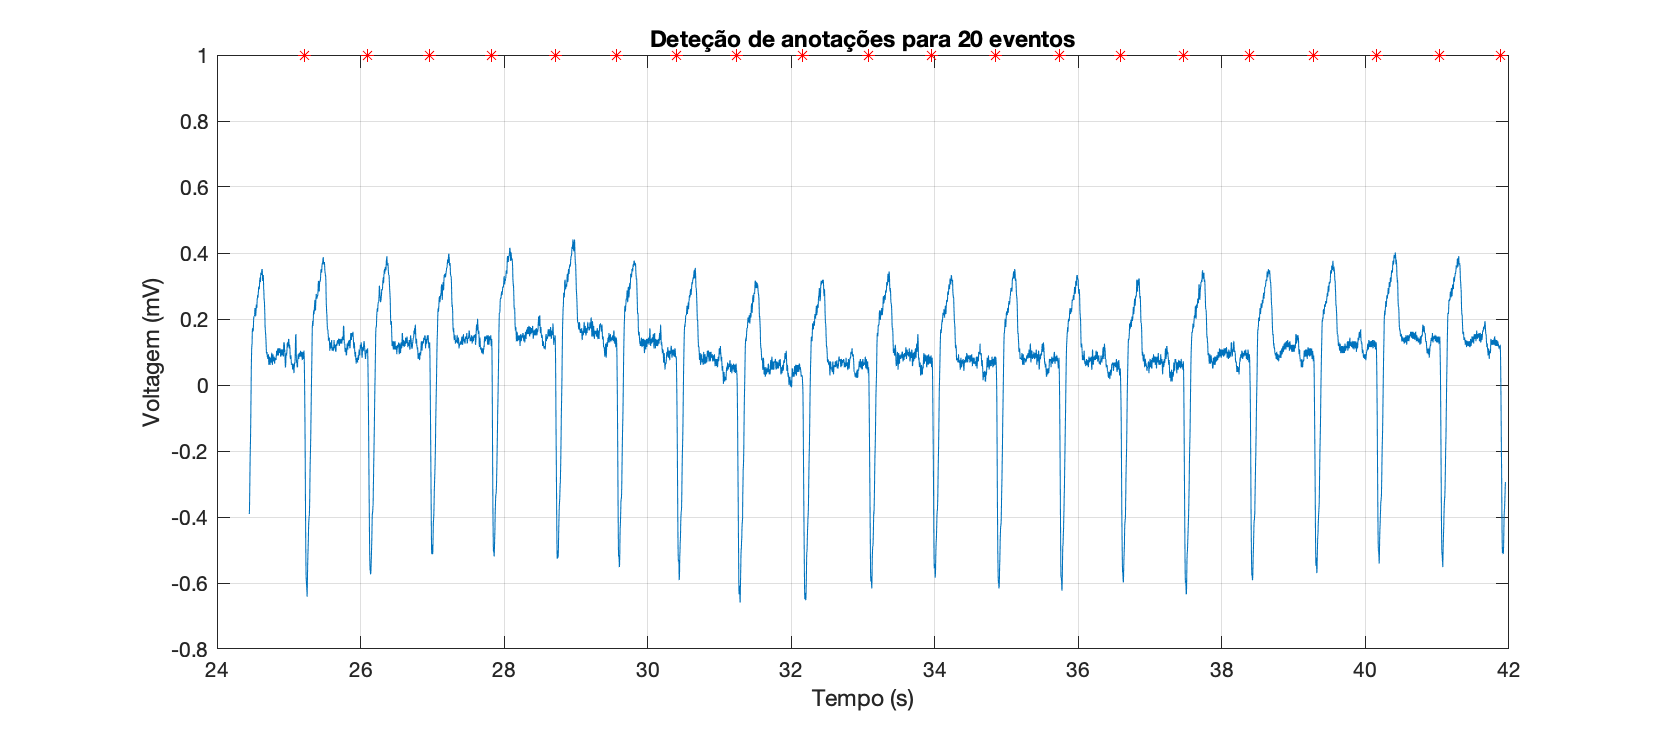 Deteção de anotações para 20 eventos
1
0.8
0.6
0.4
0.2
0
-0.2
-0.4
-0.6
-0.8
Voltagem (mV)
24 26 28 30 32 34 36 38 40 42
Tempo (s)